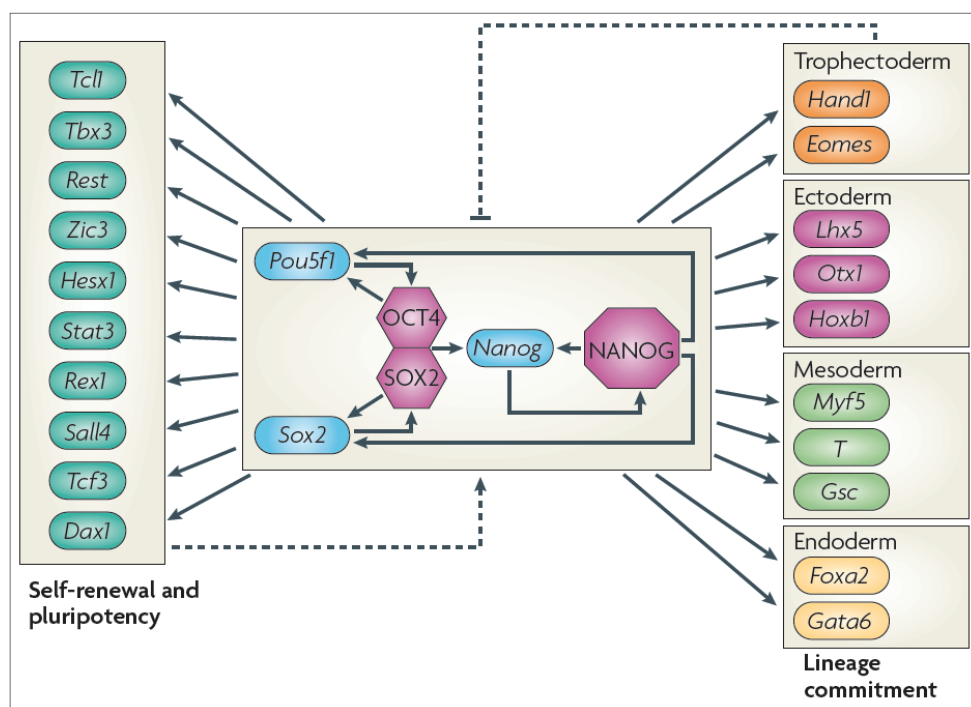 Tcl1
Tbx3
Rest
Zic3
Hesx1
Stat3
Rex1
Sall4
Tcf3
Dax1
Self-renewal and
pluripotency
Pou5f1
OCT4
SOX2
Sox2
Nanog
NANOG
Trophectoderm
Hand1
Eomes
Ectoderm
Lhx5
Otx1
Hoxb1
Mesoderm
Myf5
T
Gsc
Endoderm
Foxa2
Gata6
Lineage
commitment